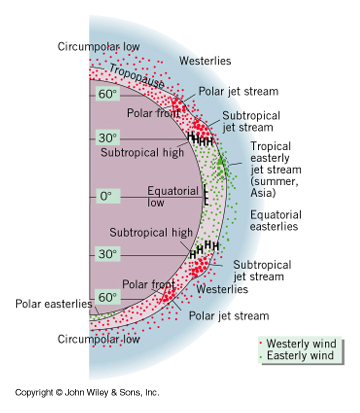 Circumpolar low
Westerlies
Tropopause
Polar jet stream
60°
Polar front
Subtropical
jet stream
30°
HHHH
Subtropical high
Tropical
easterly
jet stream
(summer,
Asia)
0°
Equatorial
low
E
Equatorial
easterlies
Subtropical high
HHHH
30°
Subtropical
jet stream
Polar front
Westerlies
60°
Polar easterlies
Polar jet stream
Circumpolar low
Westerly wind
Easterly wind
Copyright © John Wiley & Sons, Inc.